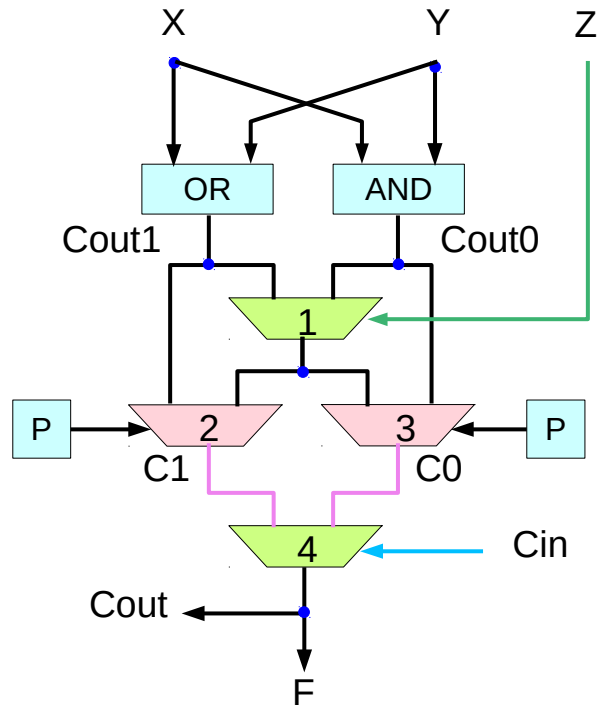 X Y Z
OR AND
Cout1 Cout0
1
P 2 3 P
C1 C0
4 Cin
Cout
F